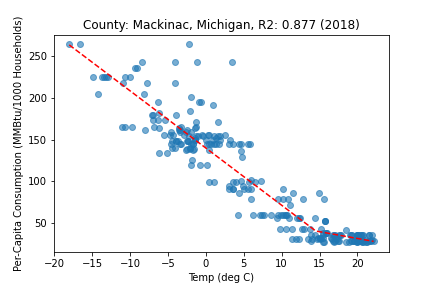 County: Mackinac, Michigan, R2: 0.877 (2018)
Per-Capita Consumption (MMBtu/1000 Households)
250
200
150
100
50
−20 −15 −10 −5 0 5 10 15 20
Temp (deg C)